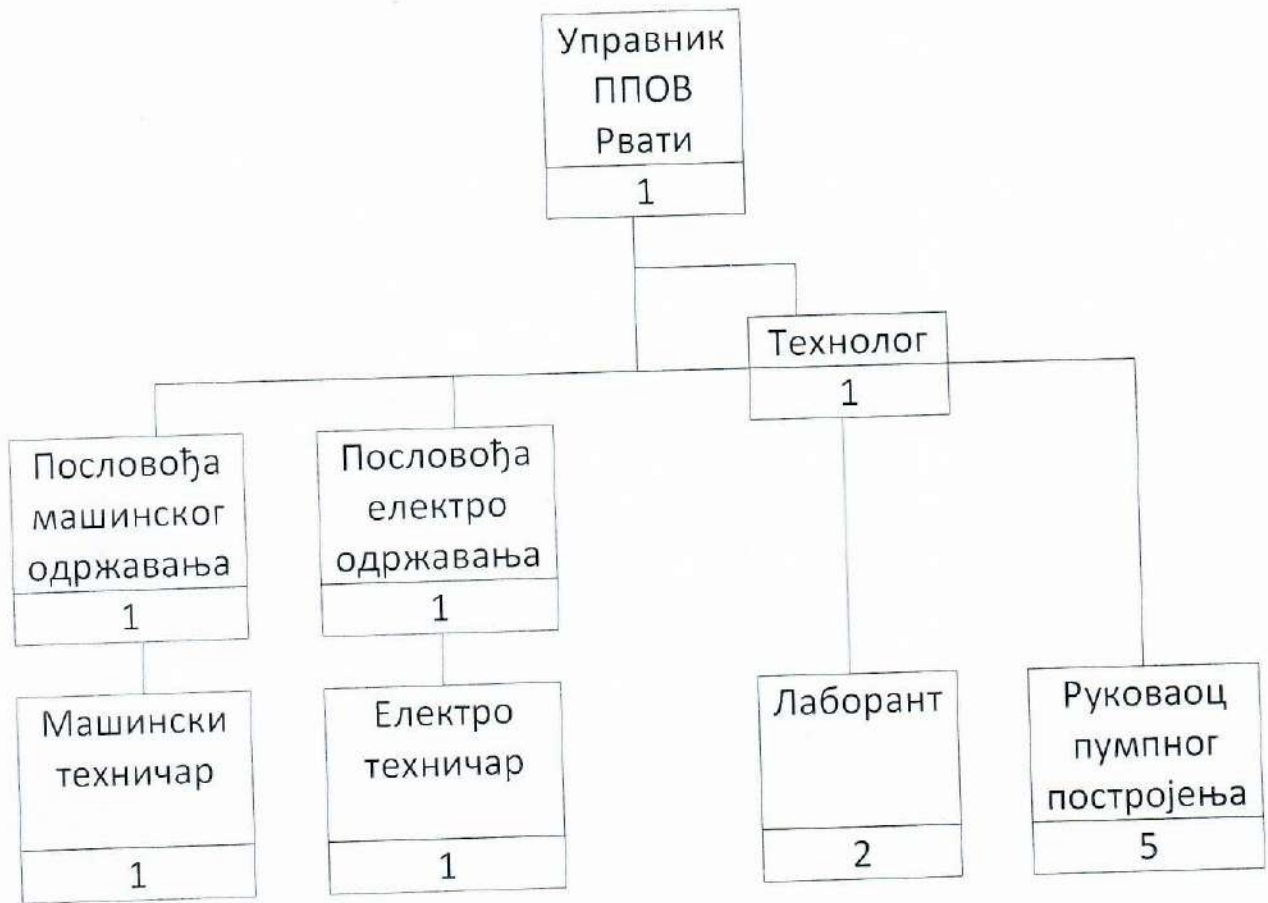 Управник
ППОВ
Рвати
1
Технолог
1
Пословођа
машинског
одржавања
1
Пословођа
електро
одржавања
1
Машински
техничар
1
Електро
техничар
1
Лаборант
2
Руковаоц
пумпног
постројења
5